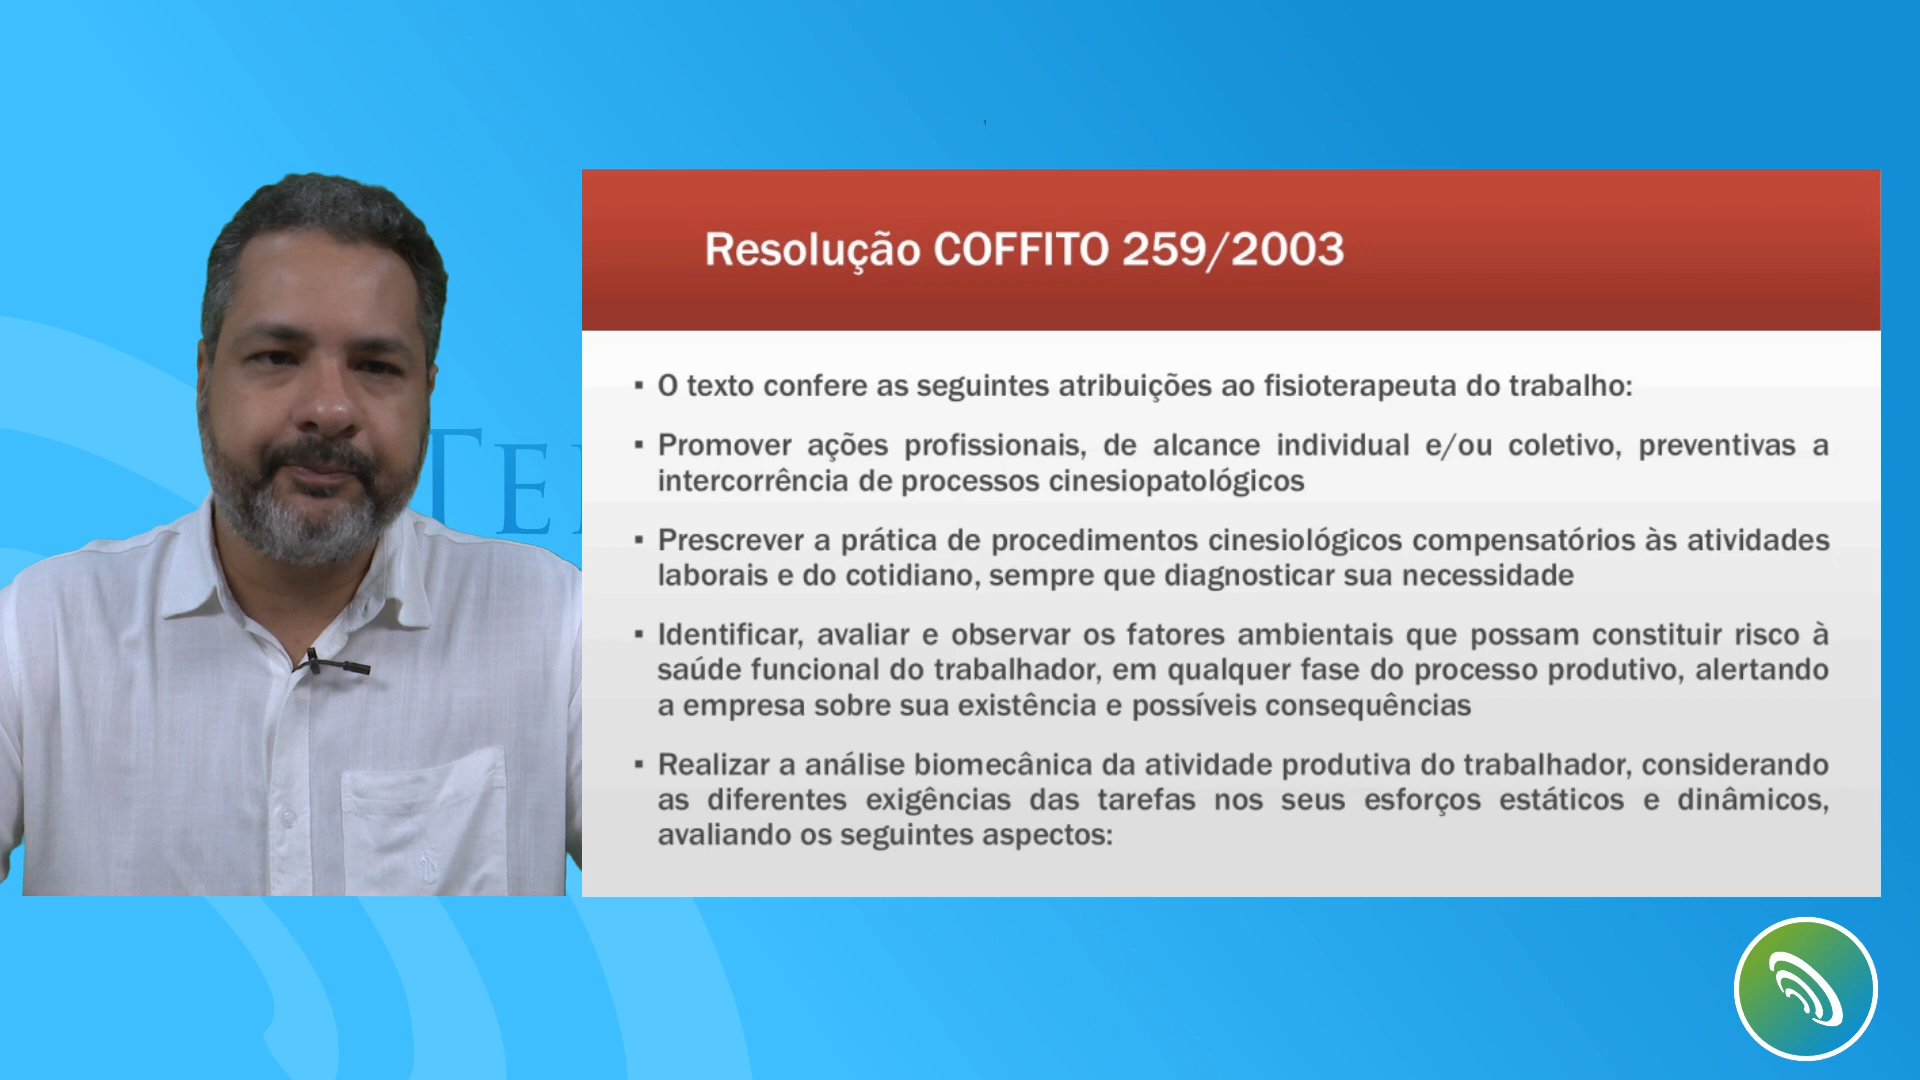 Resolução COFFITO 259/2003
▪ O texto confere as seguintes atribuições ao fisioterapeuta do trabalho:
▪ Promover ações profissionais, de alcance individual e/ou coletivo, preventivas a
intercorrência de processos cinesiopatológicos
▪ Prescrever a prática de procedimentos cinesiológicos compensatórios às atividades
laborais e do cotidiano, sempre que diagnosticar sua necessidade
▪ Identificar, avaliar e observar os fatores ambientais que possam constituir risco à
saúde funcional do trabalhador, em qualquer fase do processo produtivo, alertando
a empresa sobre sua existência e possíveis consequências
▪ Realizar a análise biomecânica da atividade produtiva do trabalhador, considerando
as diferentes exigências das tarefas nos seus esforços estáticos e dinâmicos,
avaliando os seguintes aspectos: